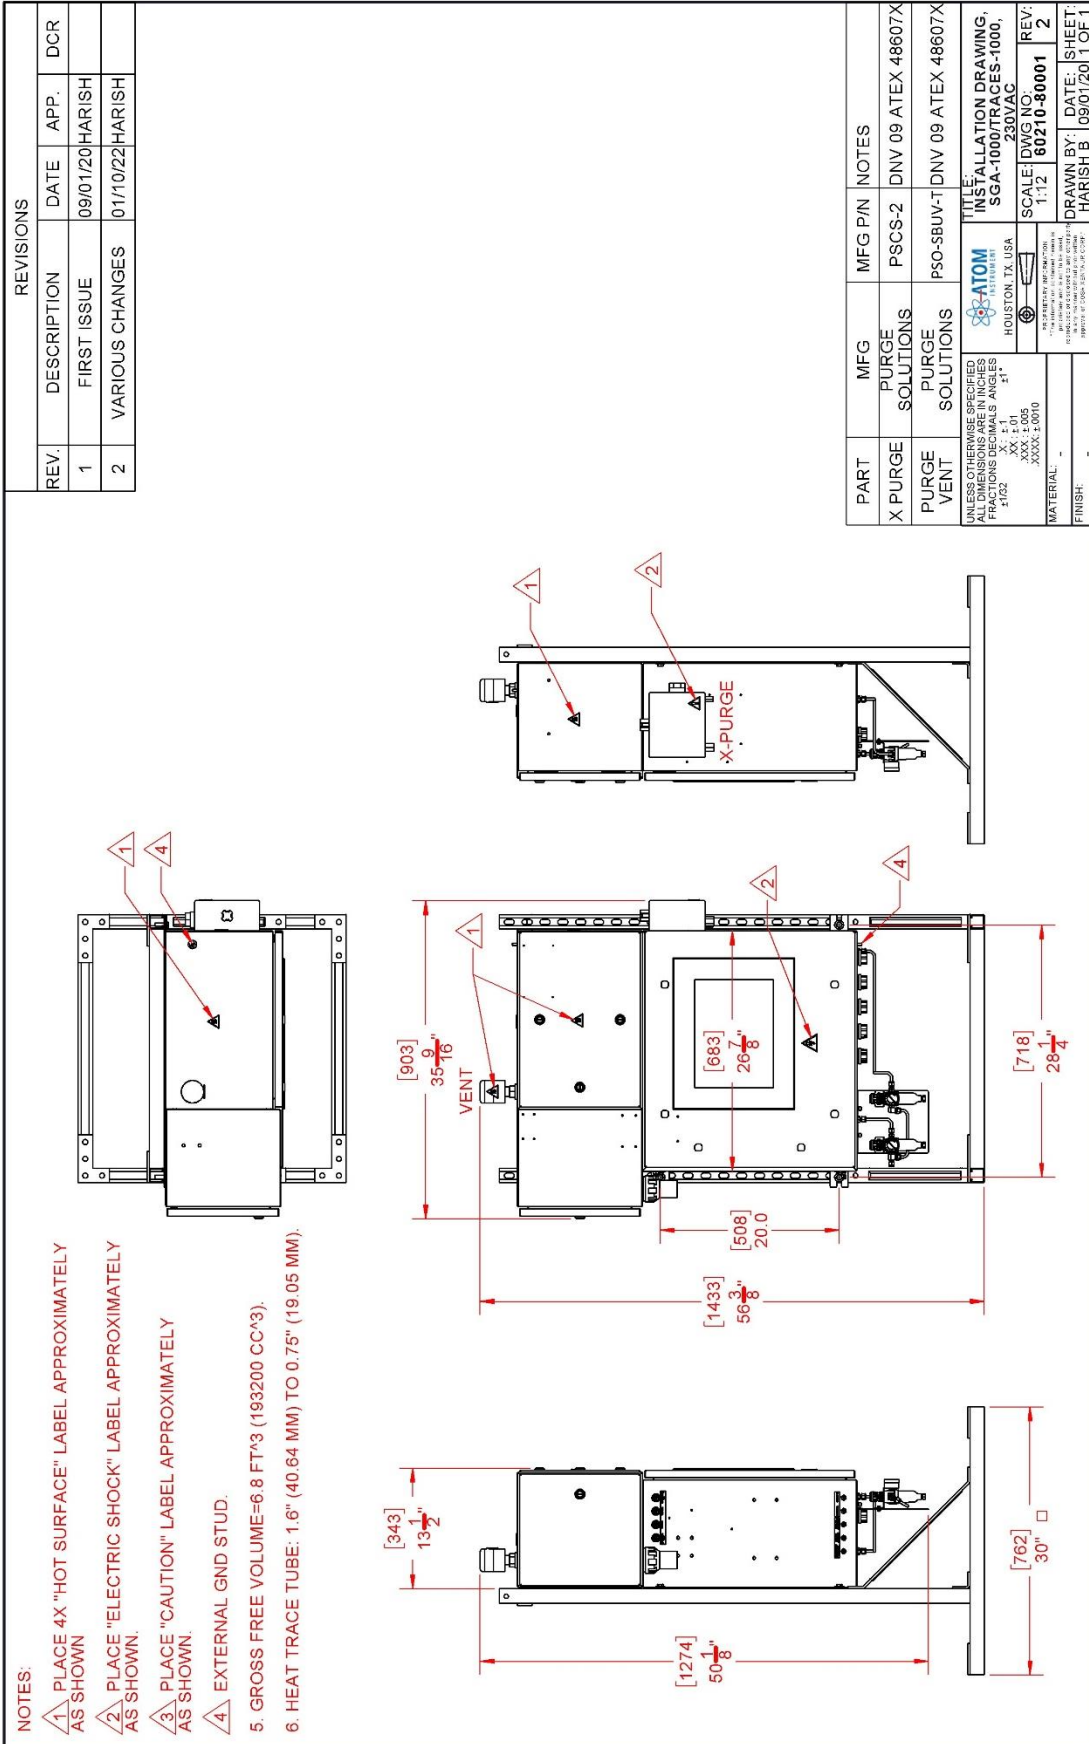 NOTES:
1 PLACE 4X "HOT SURFACE" LABEL APPROXIMATELY
AS SHOWN
2 PLACE "ELECTRIC SHOCK" LABEL APPROXIMATELY
AS SHOWN.
3 PLACE "CAUTION" LABEL APPROXIMATELY
AS SHOWN.
4 EXTERNAL GND STUD.
5. GROSS FREE VOLUME=6.8 FT^3 (193200 CC^3).
6. HEAT TRACE TUBE: 1.6" (40.64 MM) TO 0.75" (19.05 MM).
1
4
REVISIONS
REV. DESCRIPTION DATE APP. DCR
1 FIRST ISSUE 09/01/20 HARISH
2 VARIOUS CHANGES 01/10/22 HARISH
[343]
13 1/2"
[1274]
50 1/8"
[762]
30" □
[903]
35 9/16"
VENT
1
[683]
26 7/8"
2
4
[508]
20.0
[1433]
56 3/8"
[718]
28 1/4"
1
2
X-PURGE
PART MFG MFG P/N NOTES
X PURGE PURGE SOLUTIONS PSCS-2 DNV 09 ATEX 48607X
PURGE VENT PURGE SOLUTIONS PSO-SBUV-T DNV 09 ATEX 48607X
UNLESS OTHERWISE SPECIFIED
ALL DIMENSIONS ARE IN INCHES
FRACTIONS DECIMALS ANGLES
±1/32 .X: ±.1 ±1°
.XX: ±.01
.XXX: ±.005
.XXXX: ±.0010
MATERIAL: -
FINISH: -
ATOM
INSTRUMENT
HOUSTON, TX, USA
PROPRIETARY INFORMATION
TITLE:
INSTALLATION DRAWING,
SGA-1000/TRACES-1000,
230VAC
SCALE: 1:12
DWG NO: 60210-80001
REV: 2
DRAWN BY: HARISH B
DATE: 09/01/20
SHEET: 1 OF 1